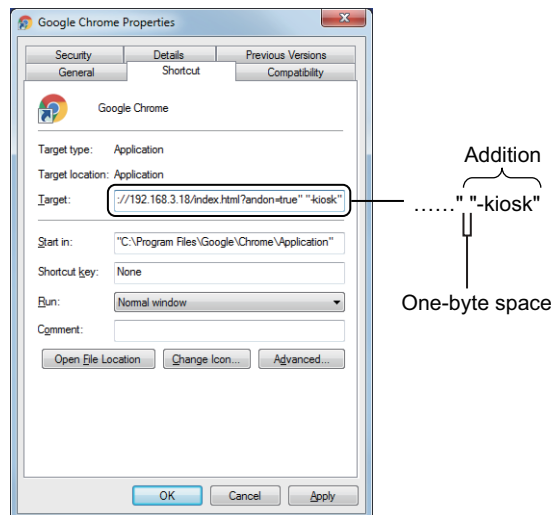 Google Chrome Properties
Security Details Previous Versions
General Shortcut Compatibility
Google Chrome
Target type: Application
Target location: Application
Target: ://192.168.3.18/index.html?andon=true" "-kiosk"
Start in: "C:\Program Files\Google\Chrome\Application"
Shortcut key: None
Run: Normal window
Comment:
Open File Location Change Icon... Advanced...
OK Cancel Apply
Addition
......" "-kiosk"
One-byte space